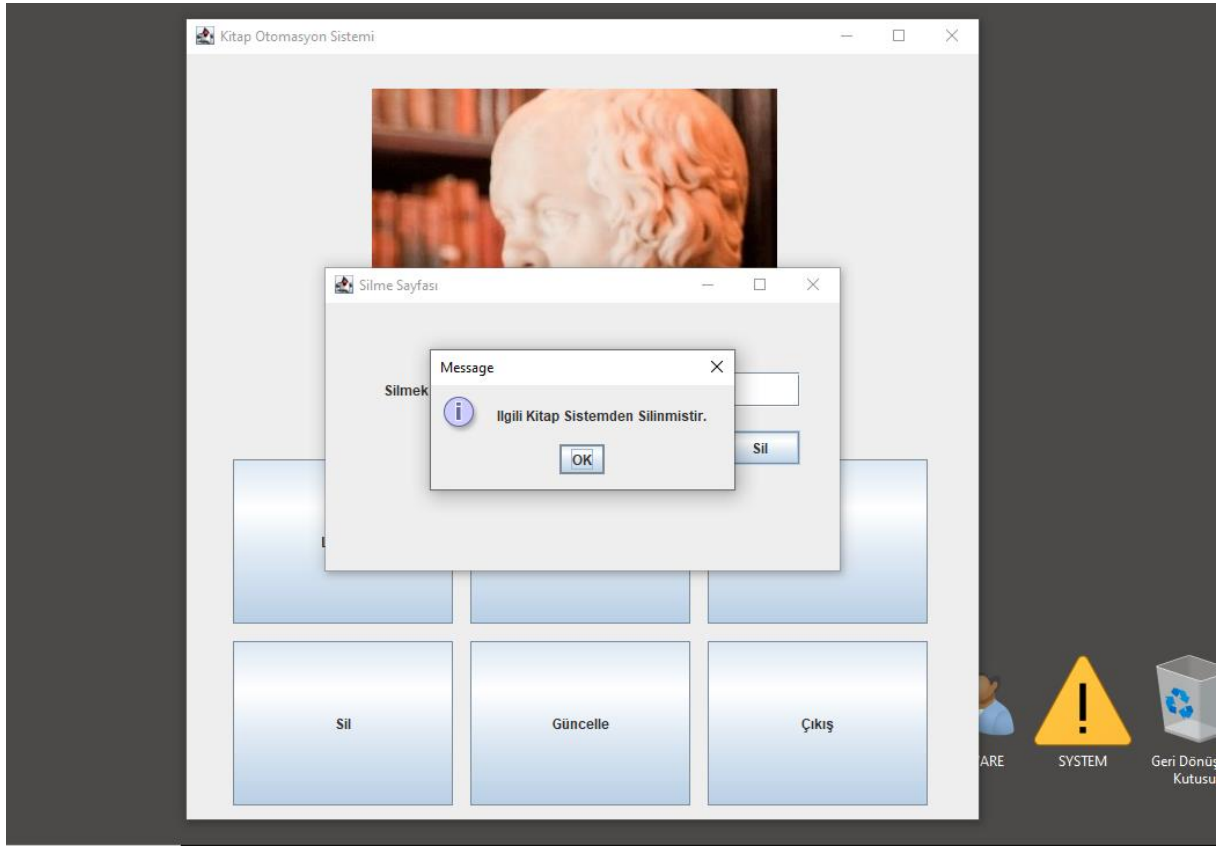 Kitap Otomasyon Sistemi
Silme Sayfası
Message
Silmek
Ilgili Kitap Sistemden Silinmistir.
OK
Sil
Sil
Güncelle
Çıkış
SYSTEM
Geri Dönüş
Kutusu